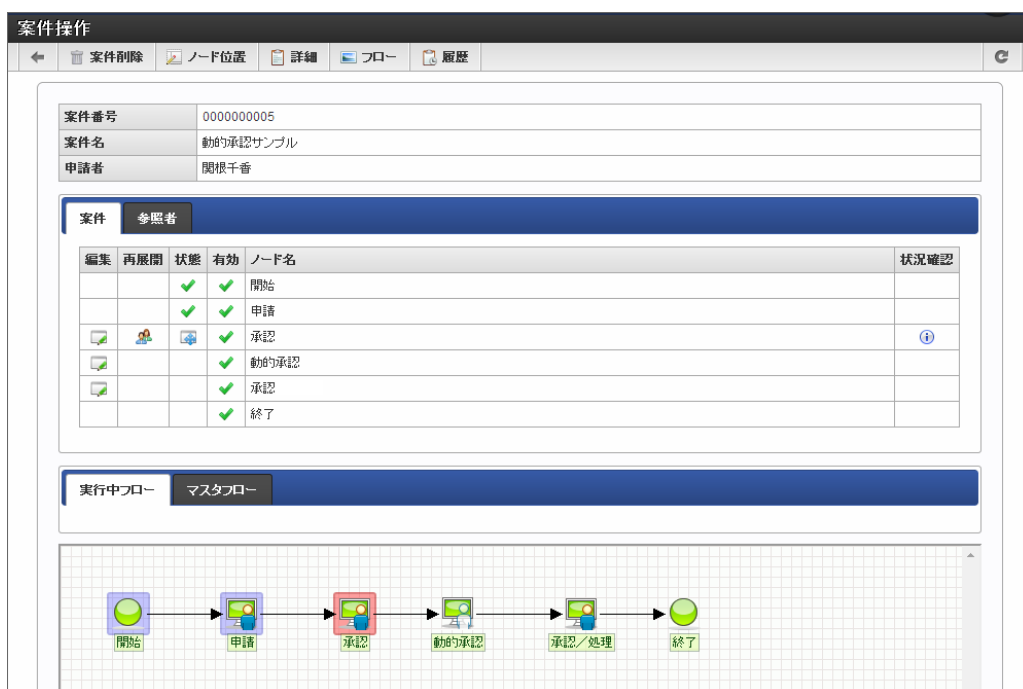 案件操作
案件削除 ノード位置 詳細 フロー 履歴
案件番号 0000000005
案件名 動的承認サンプル
申請者 関根千香
案件 参照者
編集 再展開 状態 有効 ノード名 状況確認
開始
申請
承認
動的承認
承認
終了
実行中フロー マスタフロー
開始 申請 承認 動的承認 承認/処理 終了